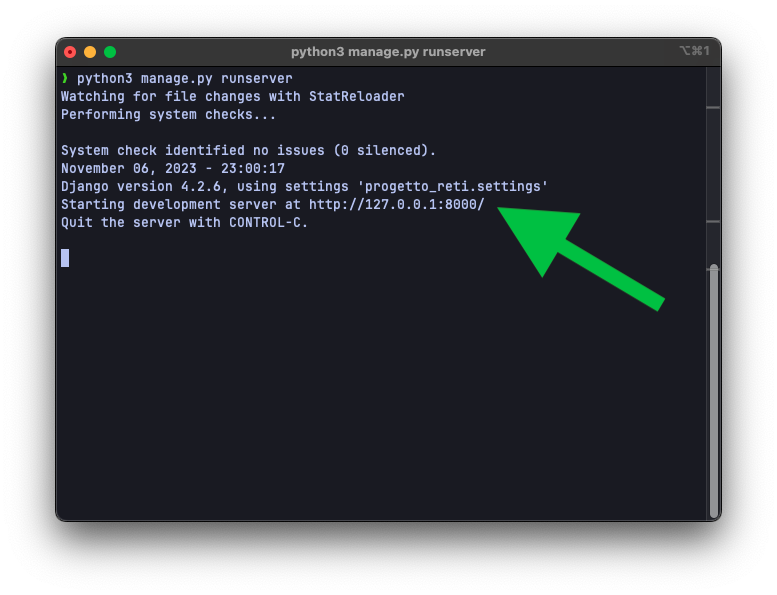 python3 manage.py runserver
⌥⌘1
❯ python3 manage.py runserver
Watching for file changes with StatReloader
Performing system checks...
System check identified no issues (0 silenced).
November 06, 2023 - 23:00:17
Django version 4.2.6, using settings 'progetto_reti.settings'
Starting development server at http://127.0.0.1:8000/
Quit the server with CONTROL-C.